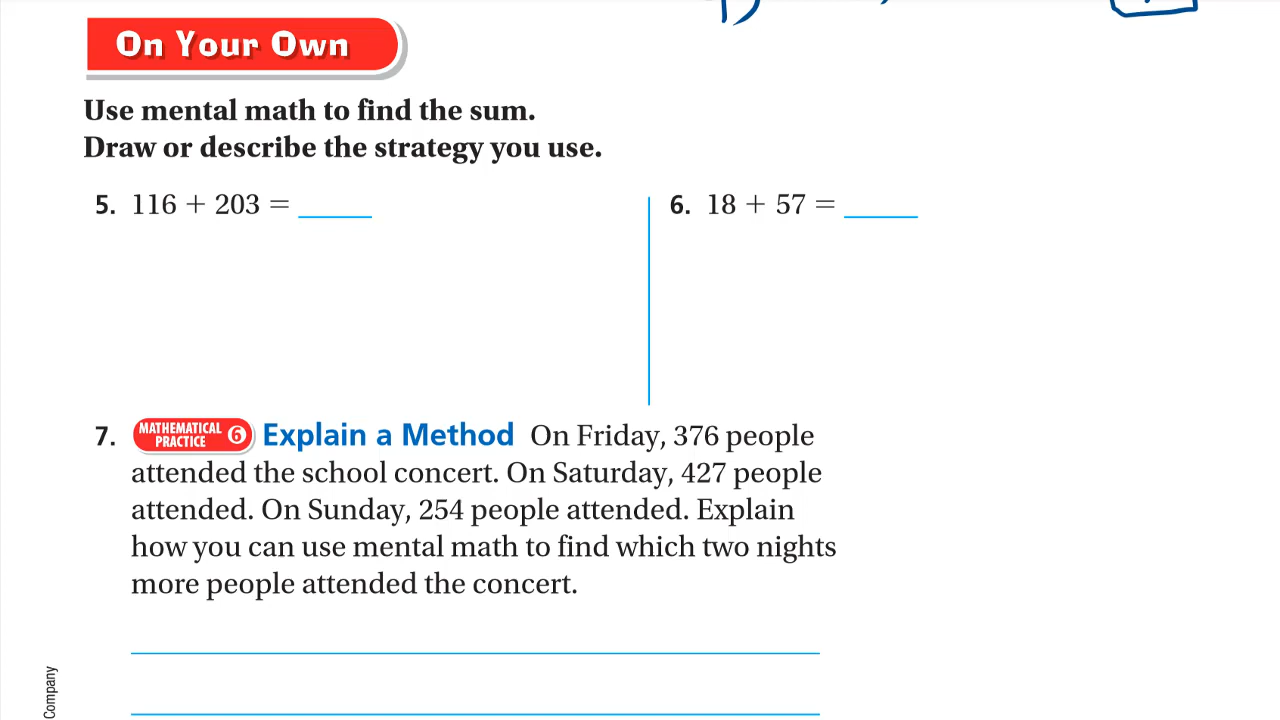 On Your Own
Use mental math to find the sum.
Draw or describe the strategy you use.
5. 116 + 203 = _____
6. 18 + 57 = _____
7. MATHEMATICAL PRACTICE 6 Explain a Method On Friday, 376 people
attended the school concert. On Saturday, 427 people
attended. On Sunday, 254 people attended. Explain
how you can use mental math to find which two nights
more people attended the concert.
Company